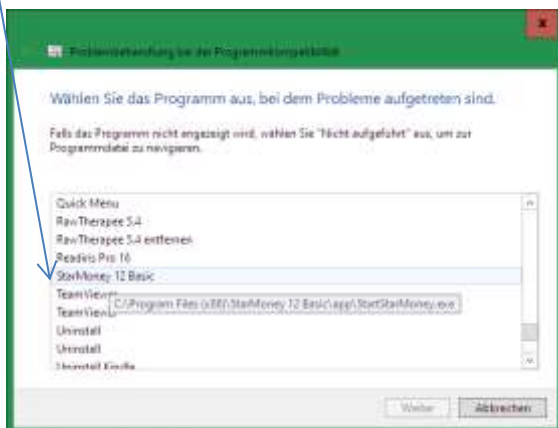 Problembehandlung bei der Programmkompatibilität
Wählen Sie das Programm aus, bei dem Probleme aufgetreten sind.
Falls das Programm nicht angezeigt wird, wählen Sie "Nicht aufgeführt" aus, um zur
Programmdatei zu navigieren.
Quick Menu
RawTherapee 5.4
RawTherapee 5.4 entfernen
Readiris Pro 16
StarMoney 12 Basic
TeamViewer
C:\Program Files (x86)\StarMoney 12 Basic\app\StartStarMoney.exe
TeamViewer
Uninstall
Uninstall
Uninstall Kindle
Weiter
Abbrechen